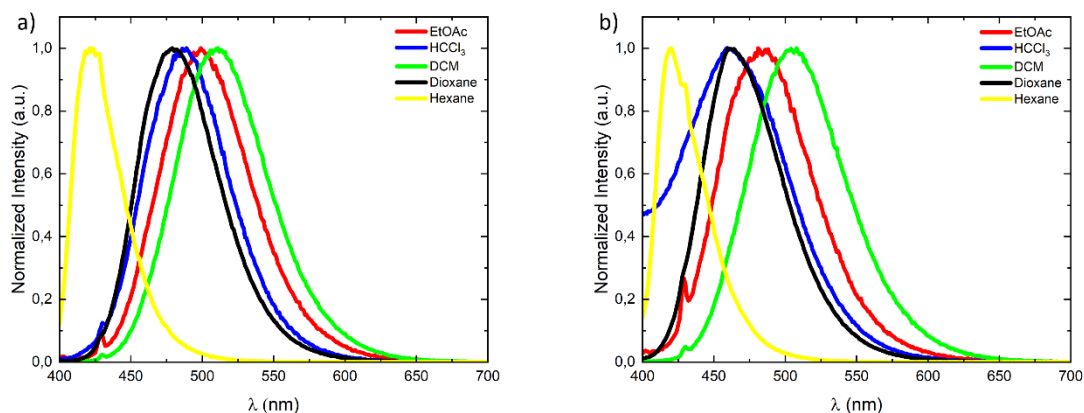 a)
EtOAc
HCCl₃
DCM
Dioxane
Hexane
1,0
0,8
0,6
0,4
0,2
0,0
Normalized Intensity (a.u.)
400 450 500 550 600 650 700
λ (nm)
b)
EtOAc
HCCl₃
DCM
Dioxane
Hexane
1,0
0,8
0,6
0,4
0,2
0,0
Normalized Intensity (a.u.)
400 450 500 550 600 650 700
λ (nm)